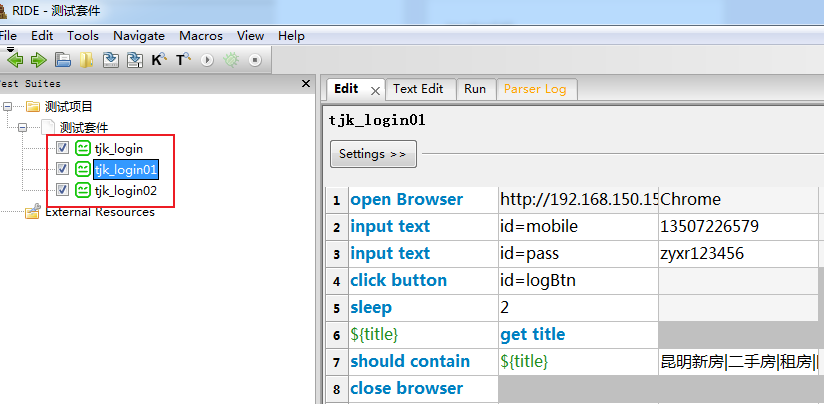 RIDE - 测试套件
File Edit Tools Navigate Macros View Help
Test Suites
测试项目
测试套件
tjk_login
tjk_login01
tjk_login02
External Resources
Edit Text Edit Run Parser Log
tjk_login01
Settings >>
1 open Browser http://192.168.150.15 Chrome
2 input text id=mobile 13507226579
3 input text id=pass zyxr123456
4 click button id=logBtn
5 sleep 2
6 ${title} get title
7 should contain ${title} 昆明新房|二手房|租房|
8 close browser